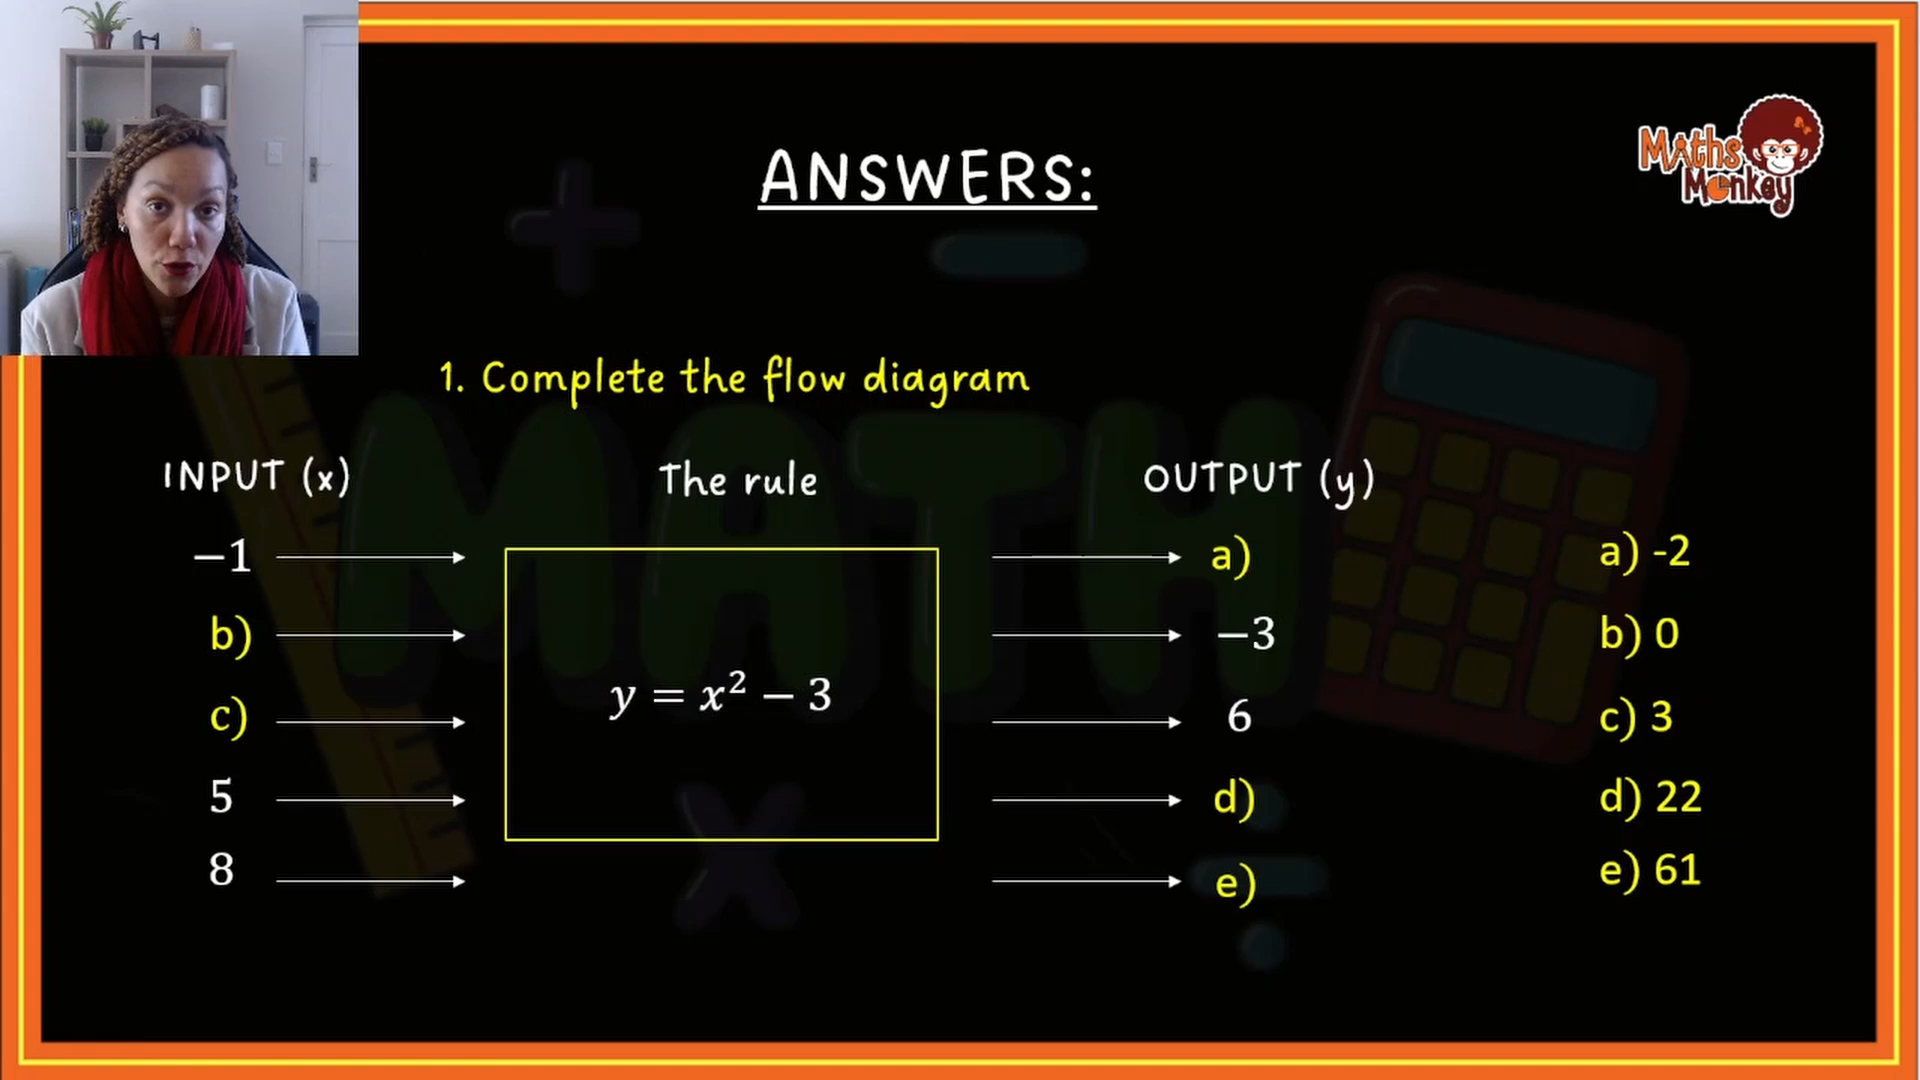 Maths
Monkey
ANSWERS:
1. Complete the flow diagram
INPUT (x)
The rule
OUTPUT (y)
−1
a)
a) -2
b)
−3
b) 0
c)
y = x² − 3
6
c) 3
5
d)
d) 22
8
e)
e) 61
MATH